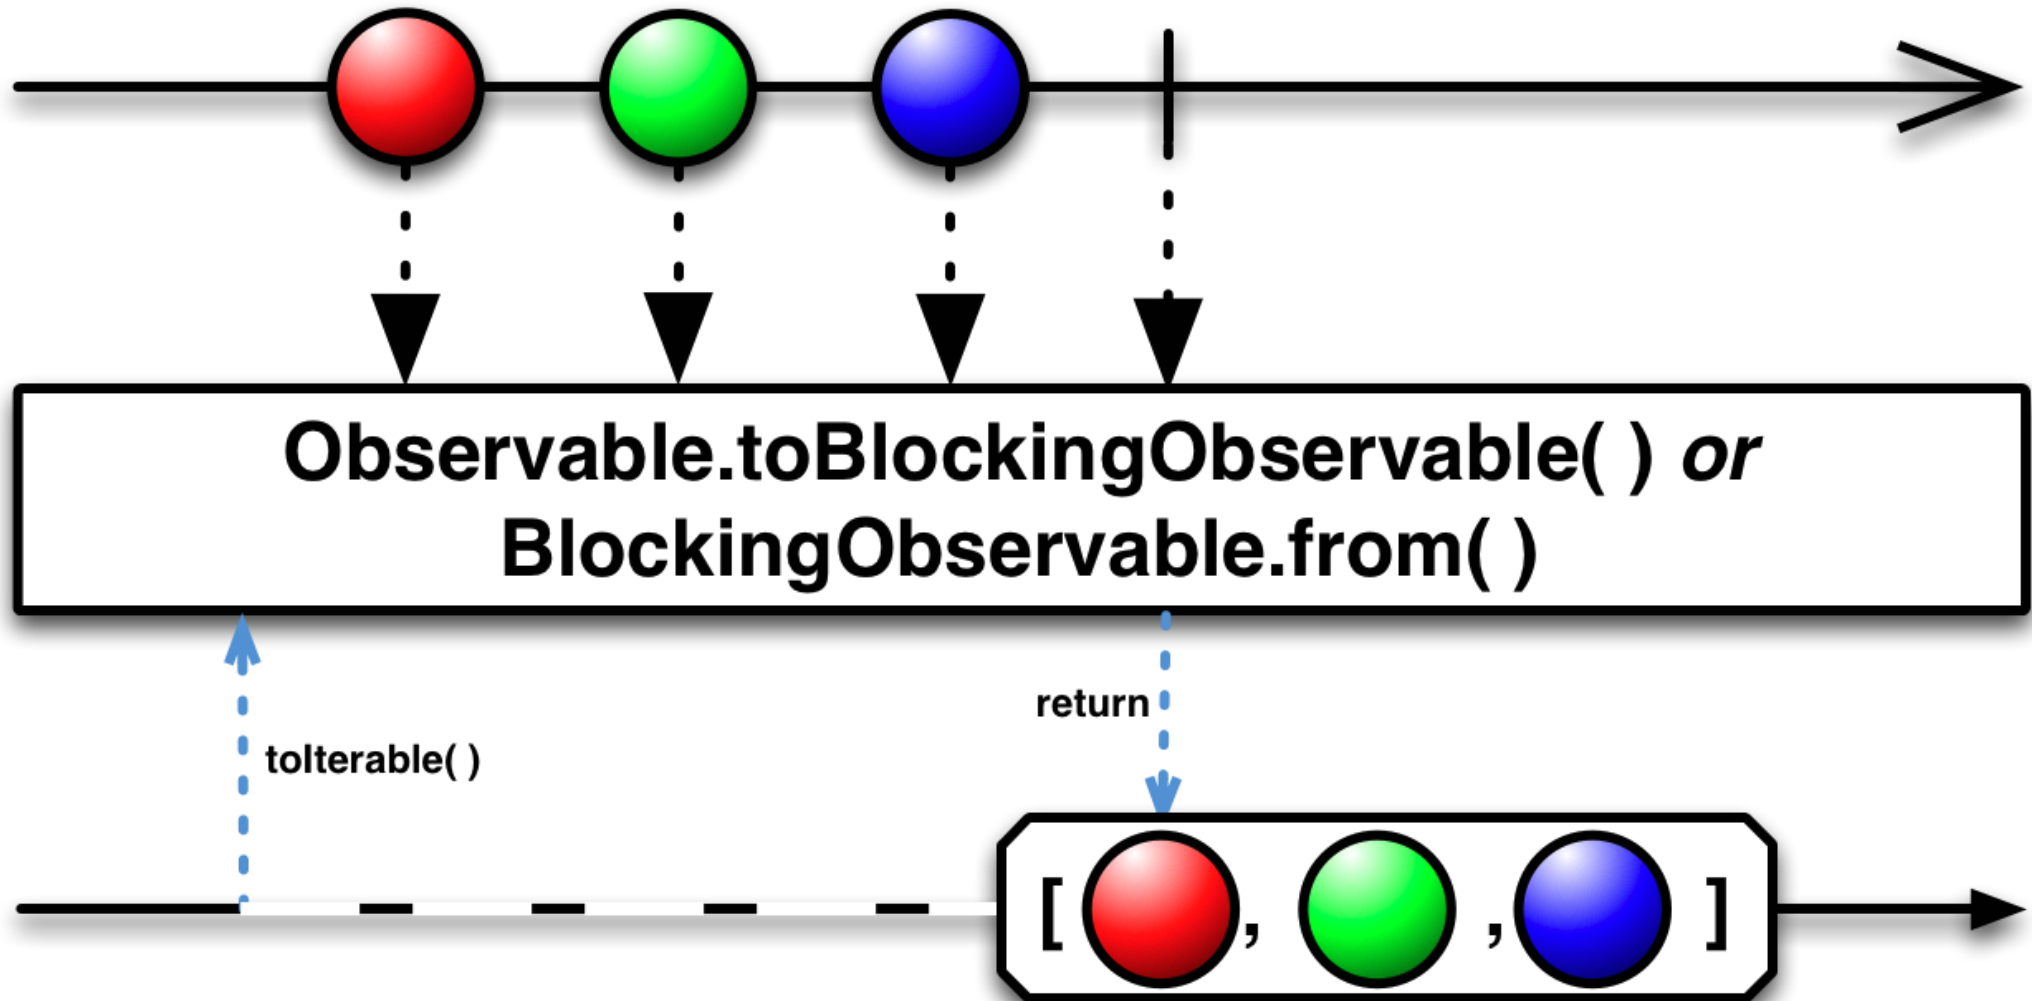 Observable.toBlockingObservable( ) or
BlockingObservable.from( )
return
toIterable( )
[ , , ]